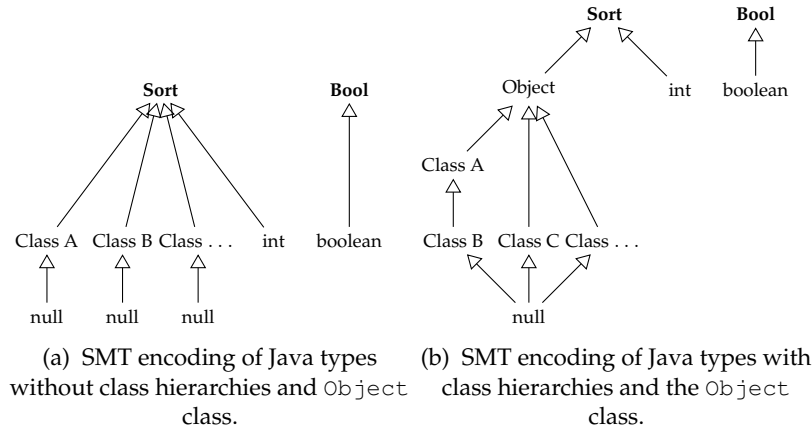 Sort Bool
Class A Class B Class . . . int boolean
null null null
(a) SMT encoding of Java types
without class hierarchies and Object
class.
Sort Bool
Object int boolean
Class A
Class B Class C Class . . .
null
(b) SMT encoding of Java types with
class hierarchies and the Object
class.